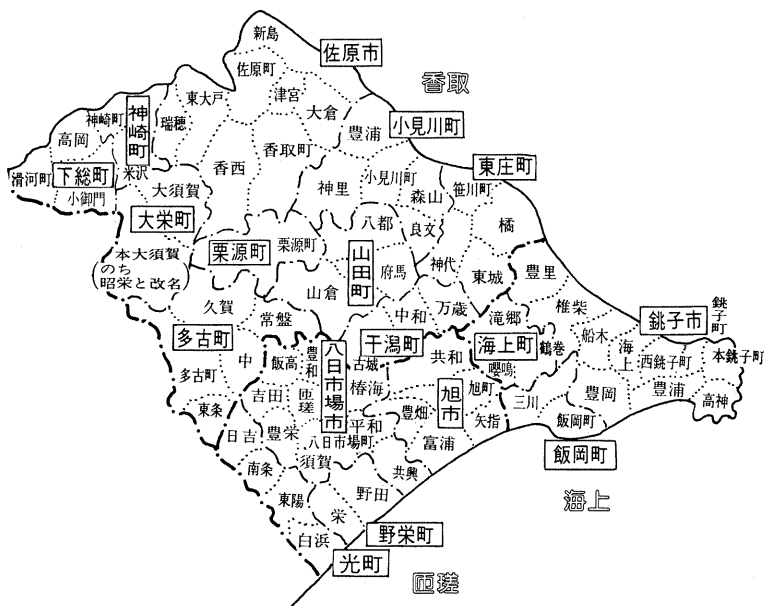 新島
佐原市
佐原町
香取
東大戸
津宮
大倉
神崎町
神崎町
瑞穂
豊浦
小見川町
高岡
香取町
滑河町
下総町
米沢
香西
小見川町
東庄町
小御門
大須賀
神里
森山
笹川町
大栄町
八都
良文
橘
本大須賀
(のち
昭栄と改名)
栗源町
栗源町
山田町
府馬
神代
東城
豊里
久賀
山倉
中和
万歳
滝郷
椎柴
銚子市
銚子町
多古町
常盤
干潟町
海上町
鶴巻
船木
海上
西銚子町
本銚子町
中
飯高
豊和
八日市場市
古城
共和
嚶鳴
多古町
吉田
匝瑳
椿海
旭市
旭町
三川
豊岡
豊浦
高神
東条
豊畑
矢指
飯岡町
日吉
豊栄
平和
八日市場町
富浦
飯岡町
南条
須賀
共興
東陽
野田
海上
栄
白浜
野栄町
光町
匝瑳